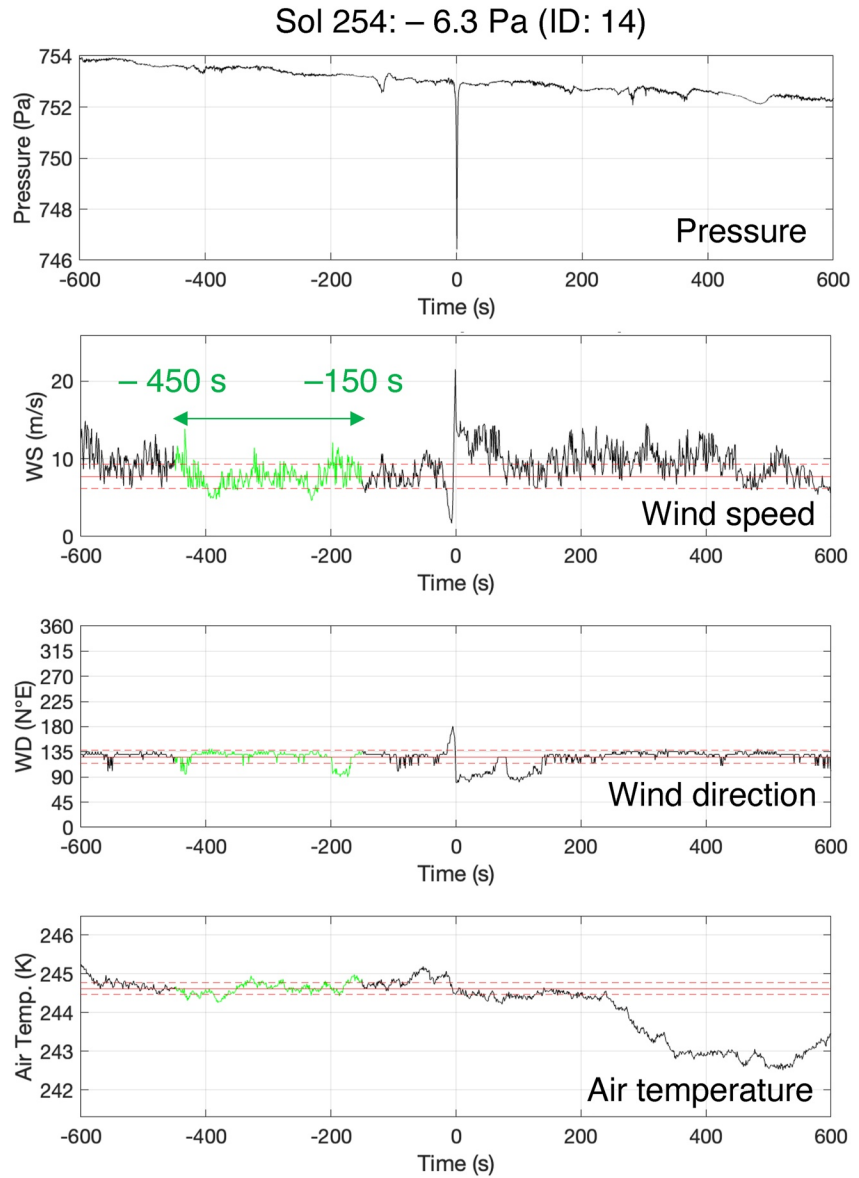 Sol 254: – 6.3 Pa (ID: 14)
754
752
750
748
746
Pressure (Pa)
Pressure
-600 -400 -200 0 200 400 600
Time (s)
20
10
0
WS (m/s)
– 450 s –150 s
Wind speed
-600 -400 -200 0 200 400 600
Time (s)
360
315
270
225
180
135
90
45
0
WD (N°E)
Wind direction
-600 -400 -200 0 200 400 600
Time (s)
246
245
244
243
242
Air Temp. (K)
Air temperature
-600 -400 -200 0 200 400 600
Time (s)